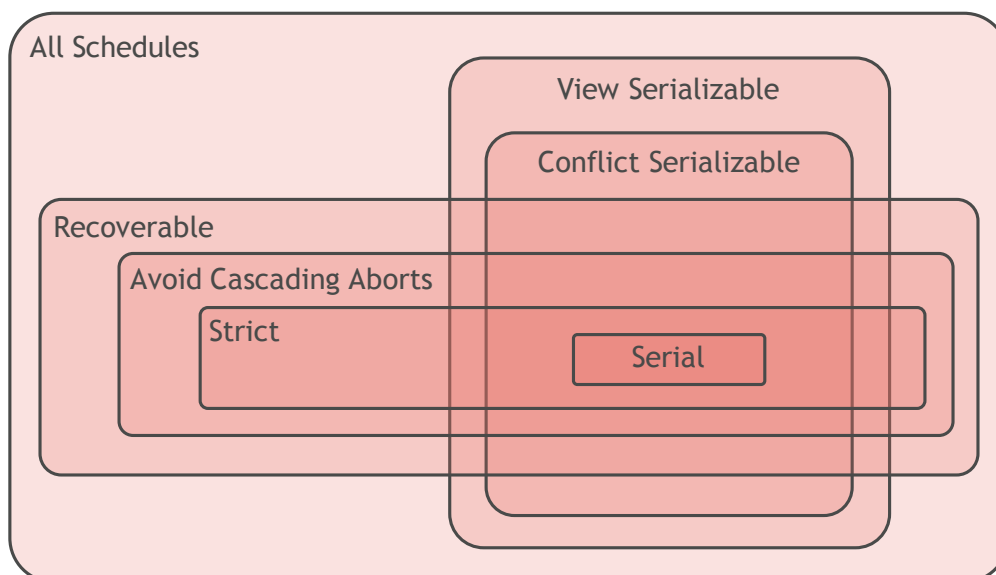 All Schedules
View Serializable
Conflict Serializable
Recoverable
Avoid Cascading Aborts
Strict
Serial